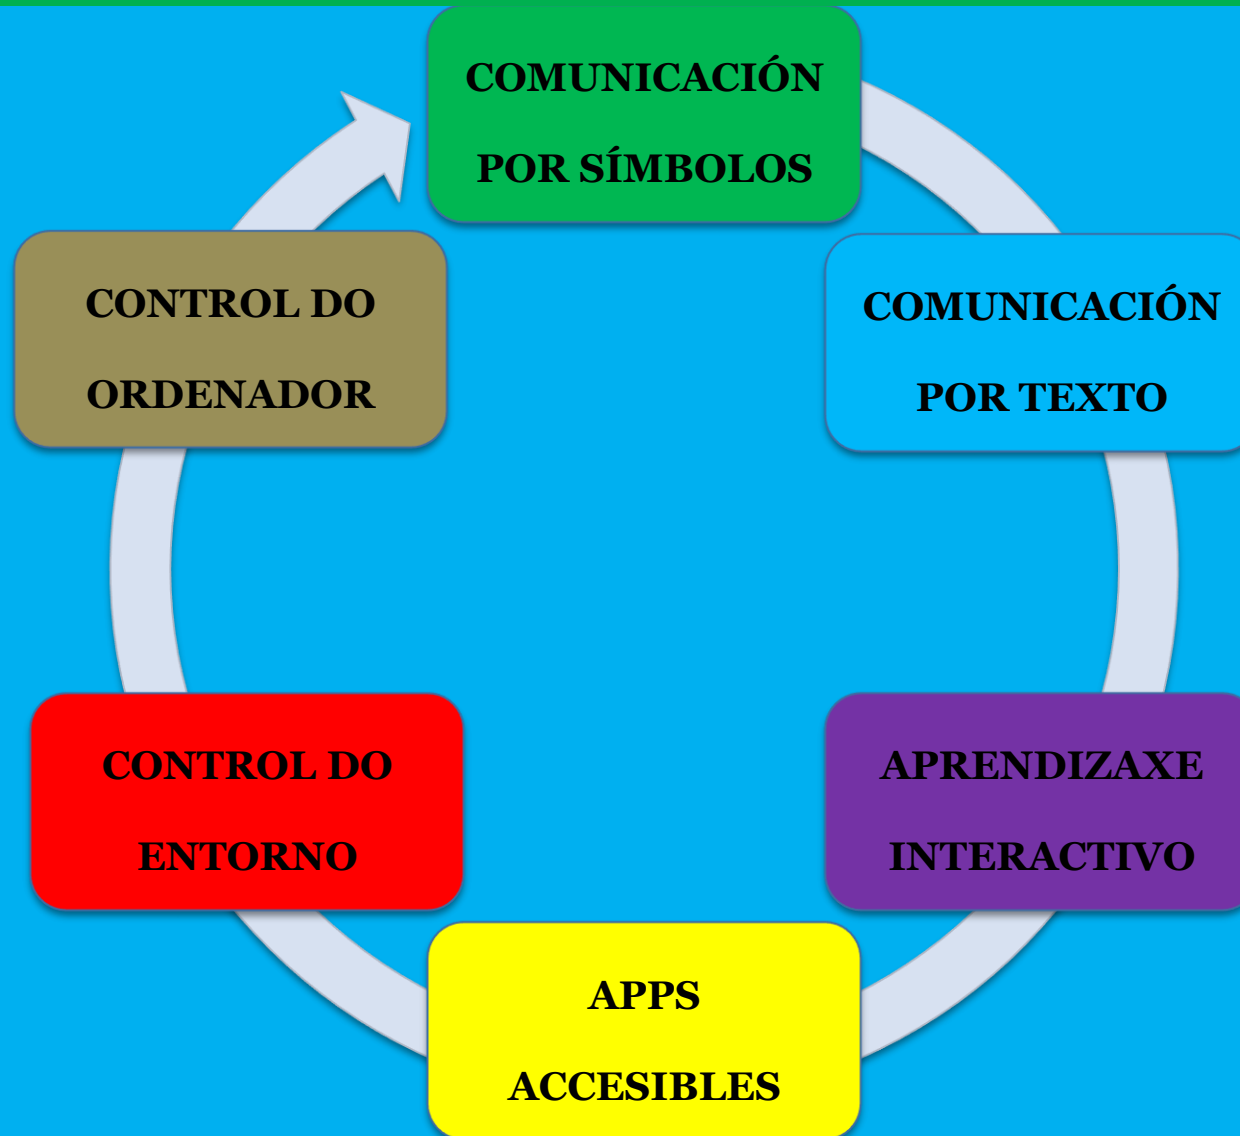 COMUNICACIÓN
POR SÍMBOLOS
COMUNICACIÓN
POR TEXTO
APRENDIZAXE
INTERACTIVO
APPS
ACCESIBLES
CONTROL DO
ENTORNO
CONTROL DO
ORDENADOR